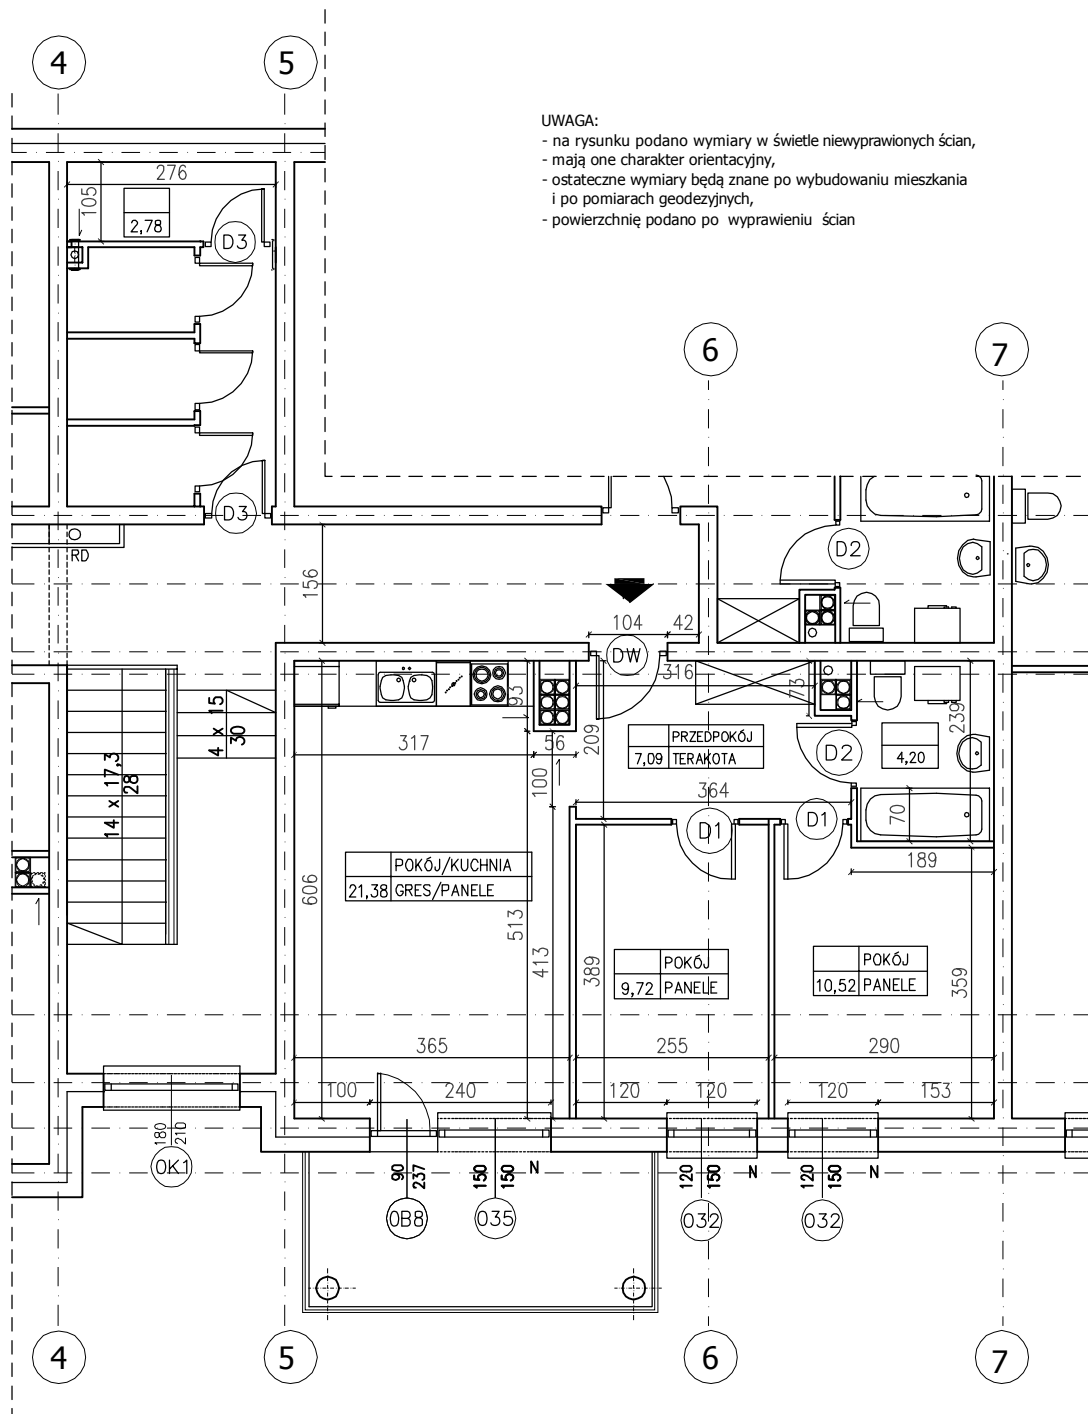 4
5
UWAGA:
- na rysunku podano wymiary w świetle niewyprawionych ścian,
- mają one charakter orientacyjny,
- ostateczne wymiary będą znane po wybudowaniu mieszkania
i po pomiarach geodezyjnych,
- powierzchnię podano po wyprawieniu ścian
276
105
2,78
D3
6
7
D3
RD
D2
156
104
42
DW
316
93
73
239
4 x 15
30
317
56
209
PRZEDPOKÓJ
7,09 TERAKOTA
D2
4,20
14 x 17,3
28
100
364
70
D1
D1
189
POKÓJ/KUCHNIA
21,38 GRES/PANELE
606
513
413
389
POKÓJ
9,72 PANELE
POKÓJ
10,52 PANELE
359
365
255
290
100
240
120
120
120
153
180
210
OK1
90
237
OB8
150
150
N
O35
120
150
N
O32
120
150
N
O32
4
5
6
7